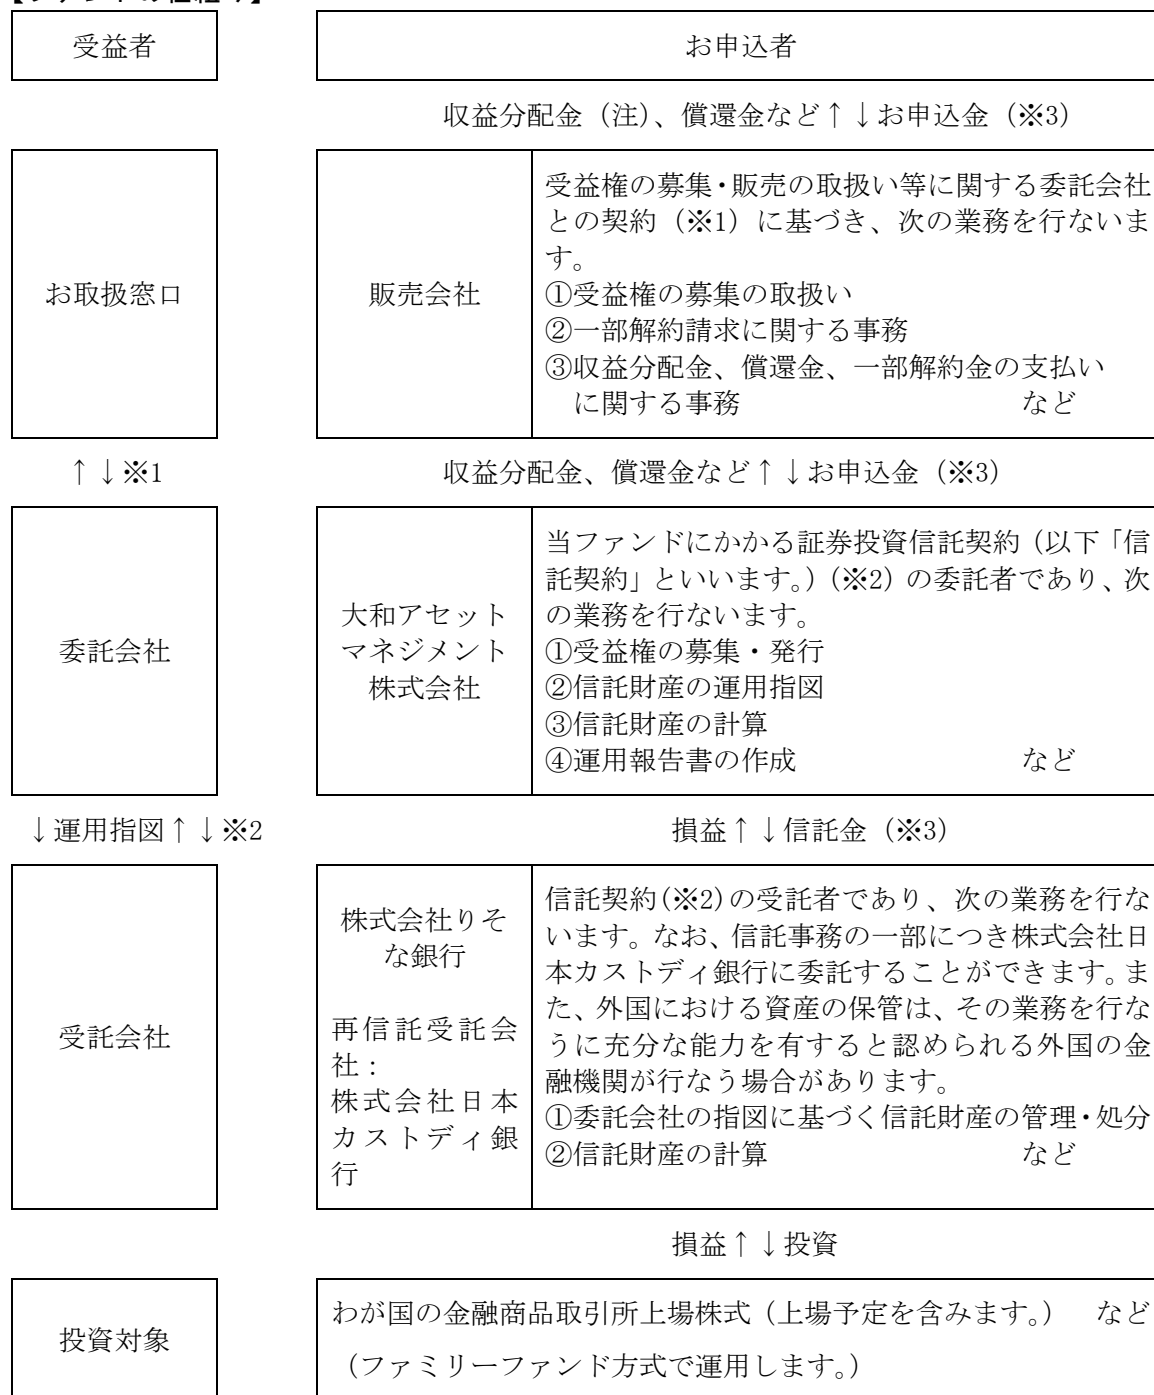 受益者
お申込者
収益分配金（注）、償還金など↑↓お申込金（※3）
お取扱窓口
販売会社
受益権の募集・販売の取扱い等に関する委託会社
との契約（※1）に基づき、次の業務を行ないま
す。
①受益権の募集の取扱い
②一部解約請求に関する事務
③収益分配金、償還金、一部解約金の支払い
に関する事務　　　　など
↑↓※1
収益分配金、償還金など↑↓お申込金（※3）
委託会社
大和アセット
マネジメント
株式会社
当ファンドにかかる証券投資信託契約（以下「信
託契約」といいます。）（※2）の委託者であり、次
の業務を行ないます。
①受益権の募集・発行
②信託財産の運用指図
③信託財産の計算
④運用報告書の作成　　　　など
↓運用指図↑↓※2
損益↑↓信託金（※3）
受託会社
株式会社りそ
な銀行
再信託受託会
社：
株式会社日本
カストディ銀
行
信託契約（※2）の受託者であり、次の業務を行な
います。なお、信託事務の一部につき株式会社日
本カストディ銀行に委託することができます。ま
た、外国における資産の保管は、その業務を行な
うに充分な能力を有すると認められる外国の金
融機関が行なう場合があります。
①委託会社の指図に基づく信託財産の管理・処分
②信託財産の計算　　　　など
損益↑↓投資
投資対象
わが国の金融商品取引所上場株式（上場予定を含みます。）　など
（ファミリーファンド方式で運用します。）